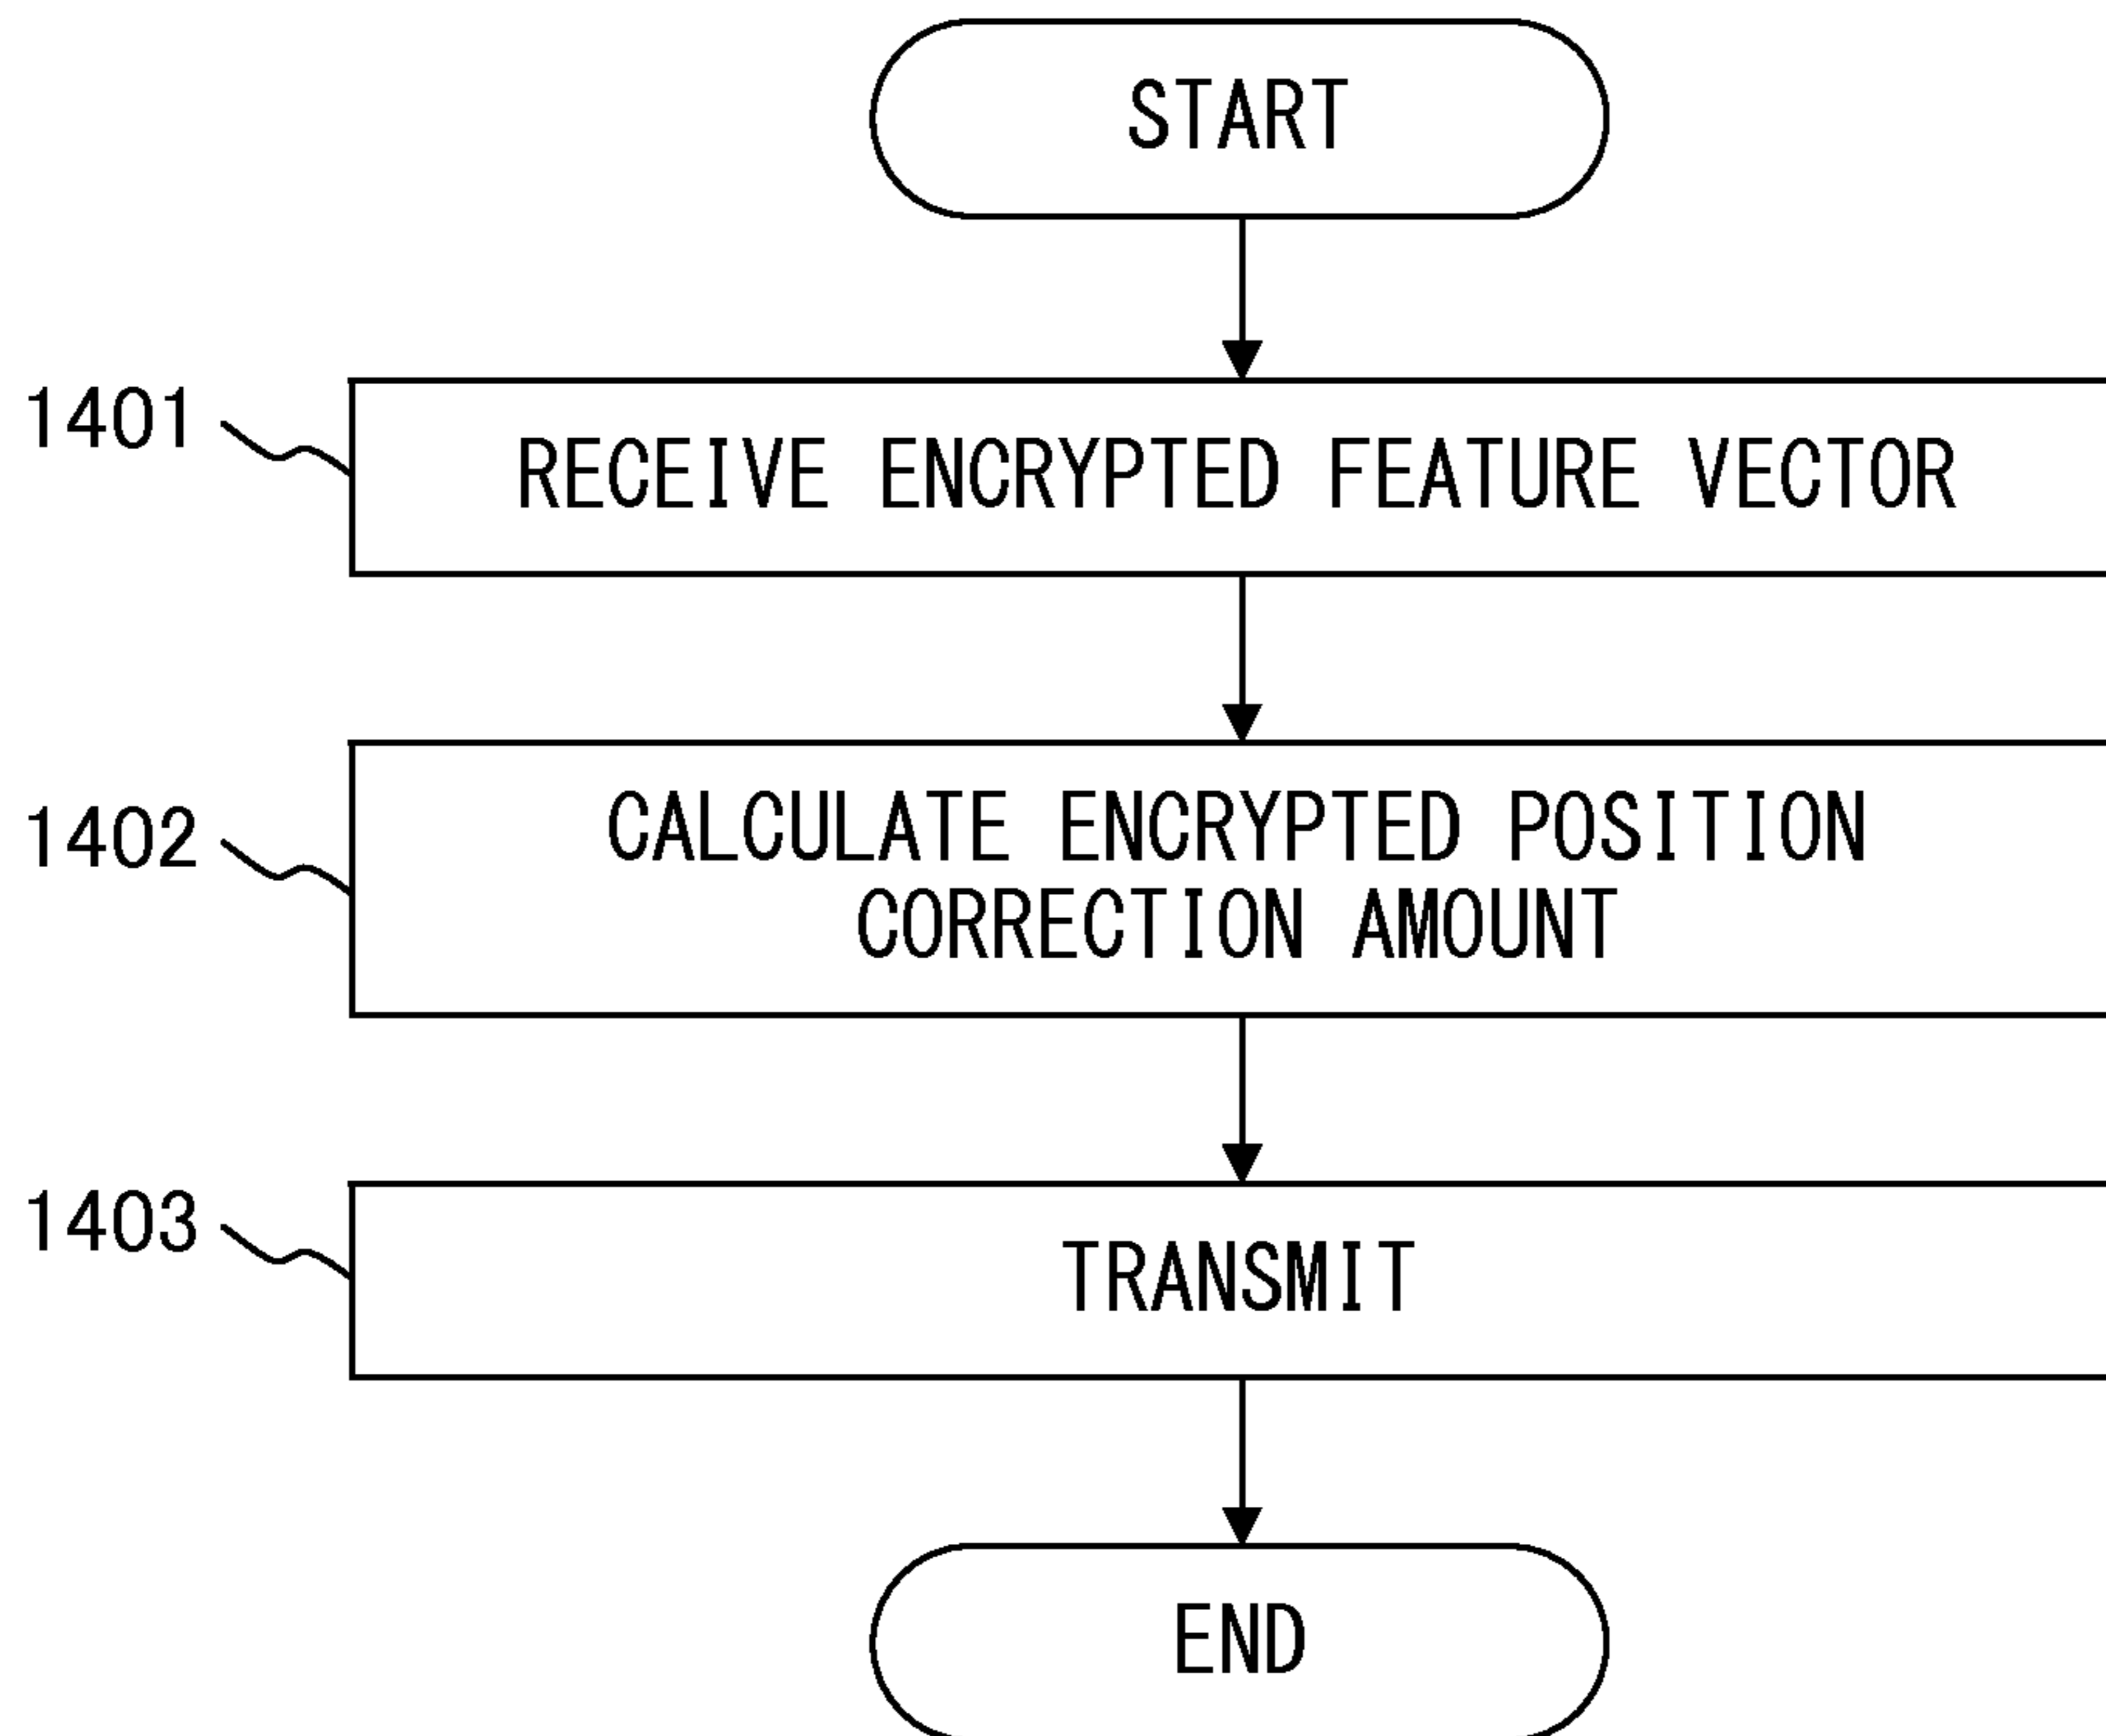 START
1401
RECEIVE ENCRYPTED FEATURE VECTOR
1402
CALCULATE ENCRYPTED POSITION
CORRECTION AMOUNT
1403
TRANSMIT
END